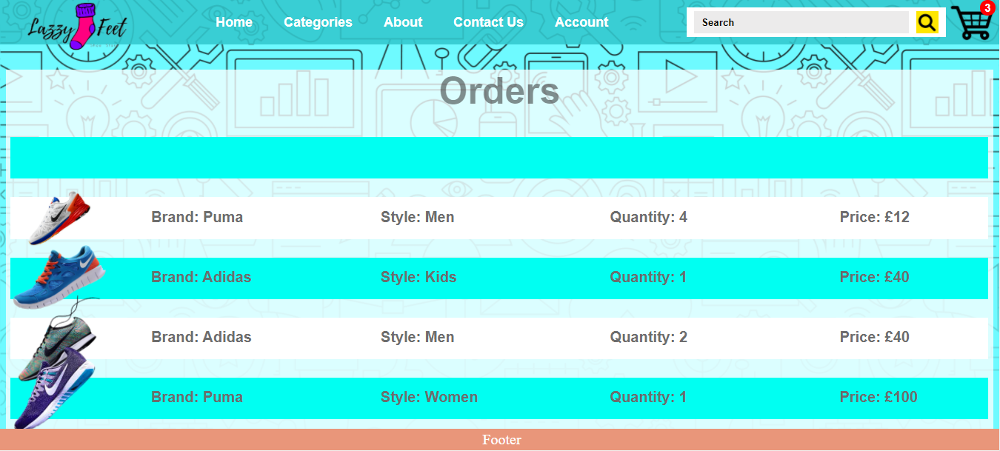 Lazzy Feet
Home Categories About Contact Us Account Search 3
Orders
Brand: Puma Style: Men Quantity: 4 Price: £12
Brand: Adidas Style: Kids Quantity: 1 Price: £40
Brand: Adidas Style: Men Quantity: 2 Price: £40
Brand: Puma Style: Women Quantity: 1 Price: £100
Footer